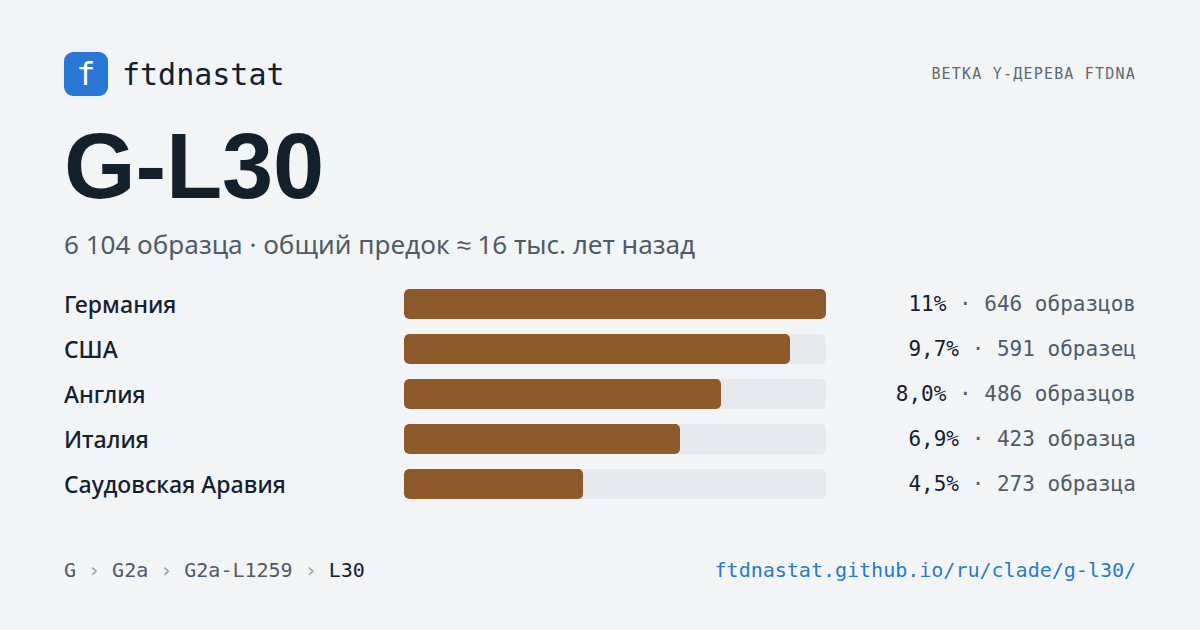 f ftdnastat
ВЕТКА Y-ДЕРЕВА FTDNA
G-L30
6 104 образца · общий предок ≈ 16 тыс. лет назад
Германия 11% · 646 образцов
США 9,7% · 591 образец
Англия 8,0% · 486 образцов
Италия 6,9% · 423 образца
Саудовская Аравия 4,5% · 273 образца
G › G2a › G2a-L1259 › L30
ftdnastat.github.io/ru/clade/g-l30/